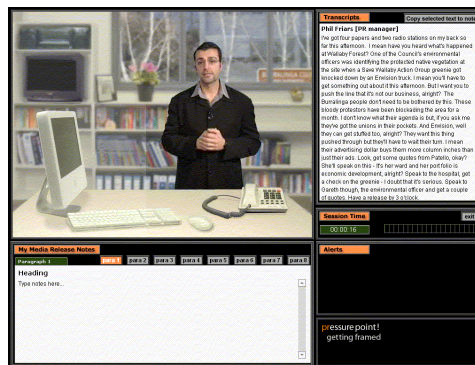 Transcripts
Copy selected text to note
Phil Friars [PR manager]
I've got four papers and two radio stations on my back so
far this afternoon. I mean have you heard what's happened
at Wallaby Forest? One of the Council's environmental
officers was identifying the protected native vegetation at
the site when a Save Wallaby Action Group greenie got
knocked down by an Envision truck. I mean you'll have to
get something out about it this afternoon. But I want you to
push the line that it's not our business, alright? The
Burralinga people don't need to be bothered by this. These
bloody protestors have been blockading the area for a
month. I don't know what their agenda is but, if you ask me
they've got the unions in their pockets. And Envision, well
they can get stuffed too, alright? They want this thing
pushed through but they'll have to wait their turn. I mean
their advertising dollar buys them more column inches than
just their ads. Look, get some quotes from Patello, okay?
She'll speak on this - it's her ward and her port folio is
economic development, alright? Speak to the hospital, get
a check on the greenie - I doubt that it's serious. Speak to
Gareth though, the environmental officer and get a couple
of quotes. Have a release by 3 o'clock.
Session Time
exit
00:00:16
My Media Release Notes
Alerts
Paragraph 1
para 1 para 2 para 3 para 4 para 5 para 6 para 7 para 8
Heading
Type notes here...
pressurepoint!
getting framed